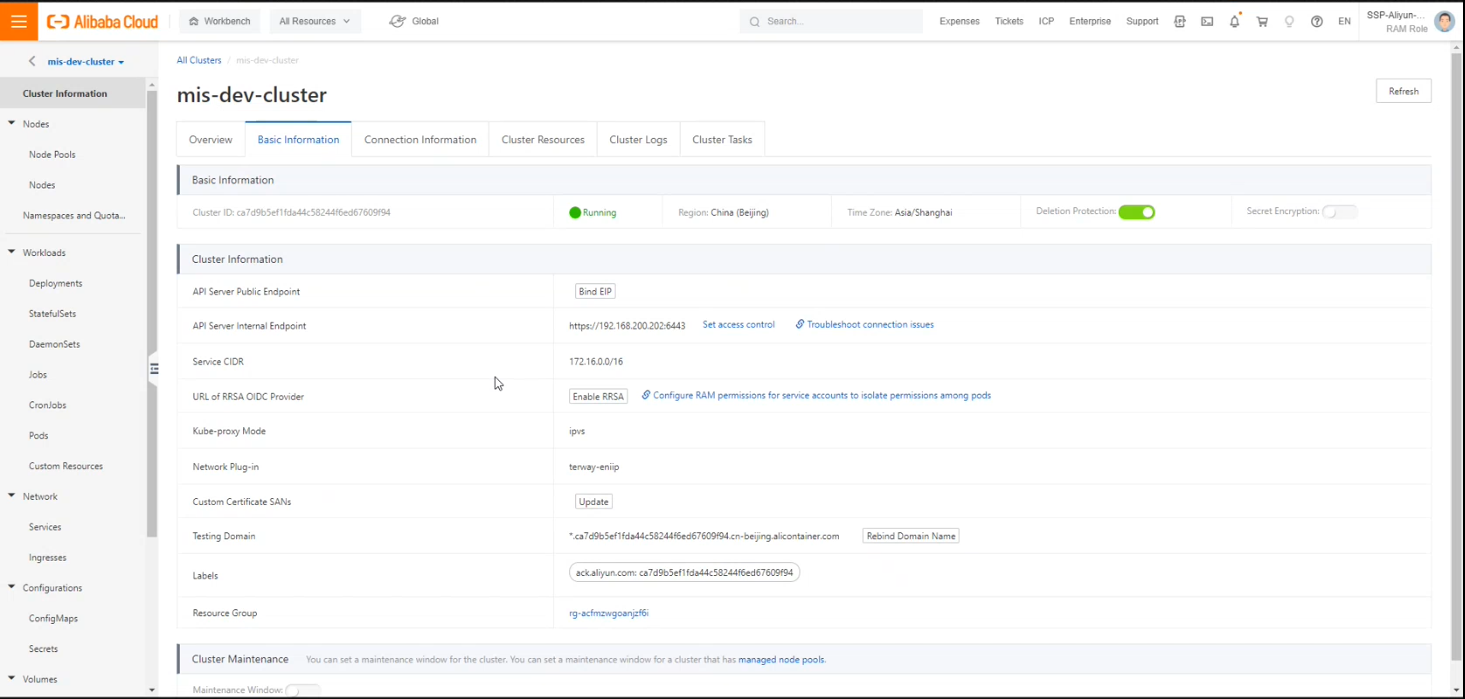 Alibaba Cloud
Workbench
All Resources
Global
Search...
Expenses
Tickets
ICP
Enterprise
Support
EN
SSP-Aliyun-...
RAM Role
mis-dev-cluster
Cluster Information
Nodes
Node Pools
Nodes
Namespaces and Quota...
Workloads
Deployments
StatefulSets
DaemonSets
Jobs
CronJobs
Pods
Custom Resources
Network
Services
Ingresses
Configurations
ConfigMaps
Secrets
Volumes
All Clusters / mis-dev-cluster
mis-dev-cluster
Refresh
Overview
Basic Information
Connection Information
Cluster Resources
Cluster Logs
Cluster Tasks
Basic Information
Cluster ID: ca7d9b5ef1fda44c58244f6ed67609f94
Running
Region: China (Beijing)
Time Zone: Asia/Shanghai
Deletion Protection:
Secret Encryption:
Cluster Information
API Server Public Endpoint
Bind EIP
API Server Internal Endpoint
https://192.168.200.202:6443
Set access control
Troubleshoot connection issues
Service CIDR
172.16.0.0/16
URL of RRSA OIDC Provider
Enable RRSA
Configure RAM permissions for service accounts to isolate permissions among pods
Kube-proxy Mode
ipvs
Network Plug-in
terway-eniip
Custom Certificate SANs
Update
Testing Domain
*.ca7d9b5ef1fda44c58244f6ed67609f94.cn-beijing.alicontainer.com
Rebind Domain Name
Labels
ack.aliyun.com: ca7d9b5ef1fda44c58244f6ed67609f94
Resource Group
rg-acfmzwgoanjzf6i
Cluster Maintenance
You can set a maintenance window for the cluster. You can set a maintenance window for a cluster that has managed node pools.
Maintenance Window: